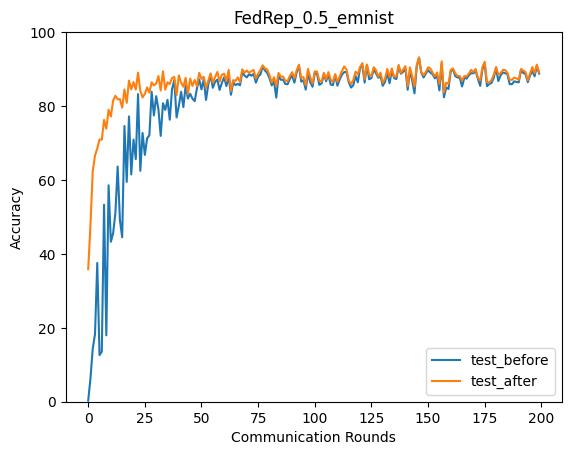 FedRep_0.5_emnist
100
80
60
40
20
0
Accuracy
0 25 50 75 100 125 150 175 200
Communication Rounds
test_before
test_after